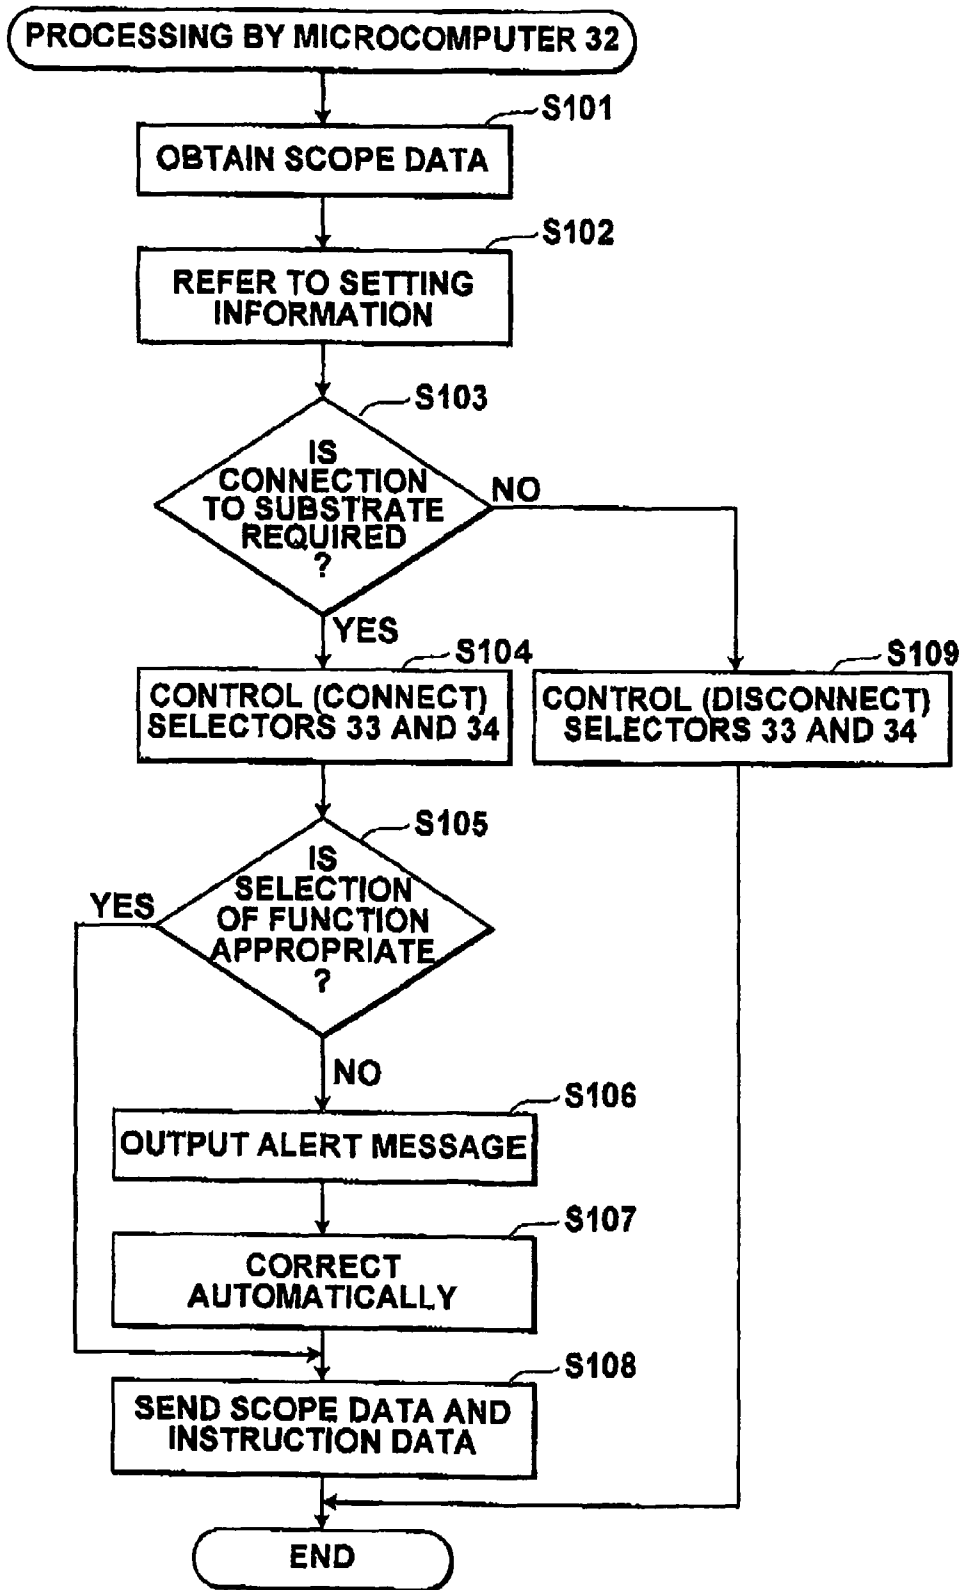 PROCESSING BY MICROCOMPUTER 32
S101
OBTAIN SCOPE DATA
S102
REFER TO SETTING
INFORMATION
S103
IS
CONNECTION
TO SUBSTRATE
REQUIRED
?
NO
YES
S104
CONTROL (CONNECT)
SELECTORS 33 AND 34
S109
CONTROL (DISCONNECT)
SELECTORS 33 AND 34
S105
IS
SELECTION
OF FUNCTION
APPROPRIATE
?
YES
NO
S106
OUTPUT ALERT MESSAGE
S107
CORRECT
AUTOMATICALLY
S108
SEND SCOPE DATA AND
INSTRUCTION DATA
END